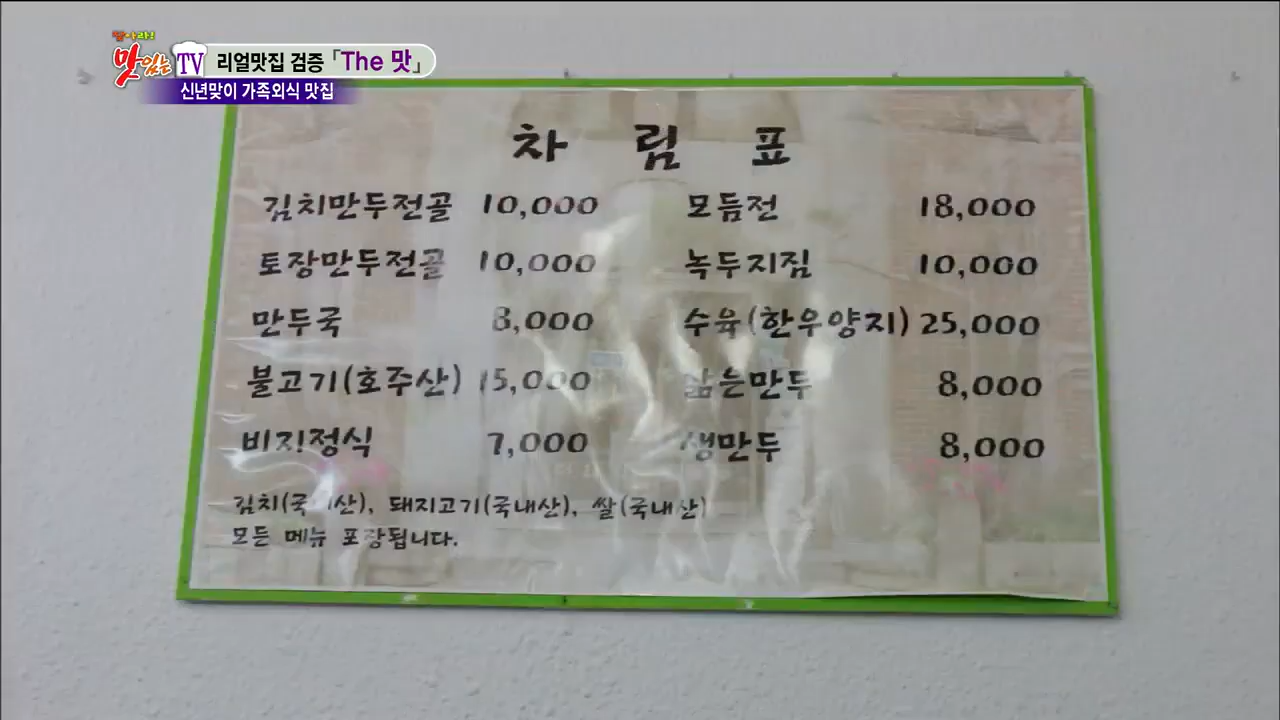 찾아라!
맛있는 TV 리얼맛집 검증 「The 맛」
신년맞이 가족외식 맛집
차 림 표
김치만두전골 10,000 모듬전 18,000
토장만두전골 10,000 녹두지짐 10,000
만두국 8,000 수육(한우양지) 25,000
불고기(호주산) 15,000 삶은만두 8,000
비지정식 7,000 생만두 8,000
김치(국내산), 돼지고기(국내산), 쌀(국내산)
모든 메뉴 포장됩니다.